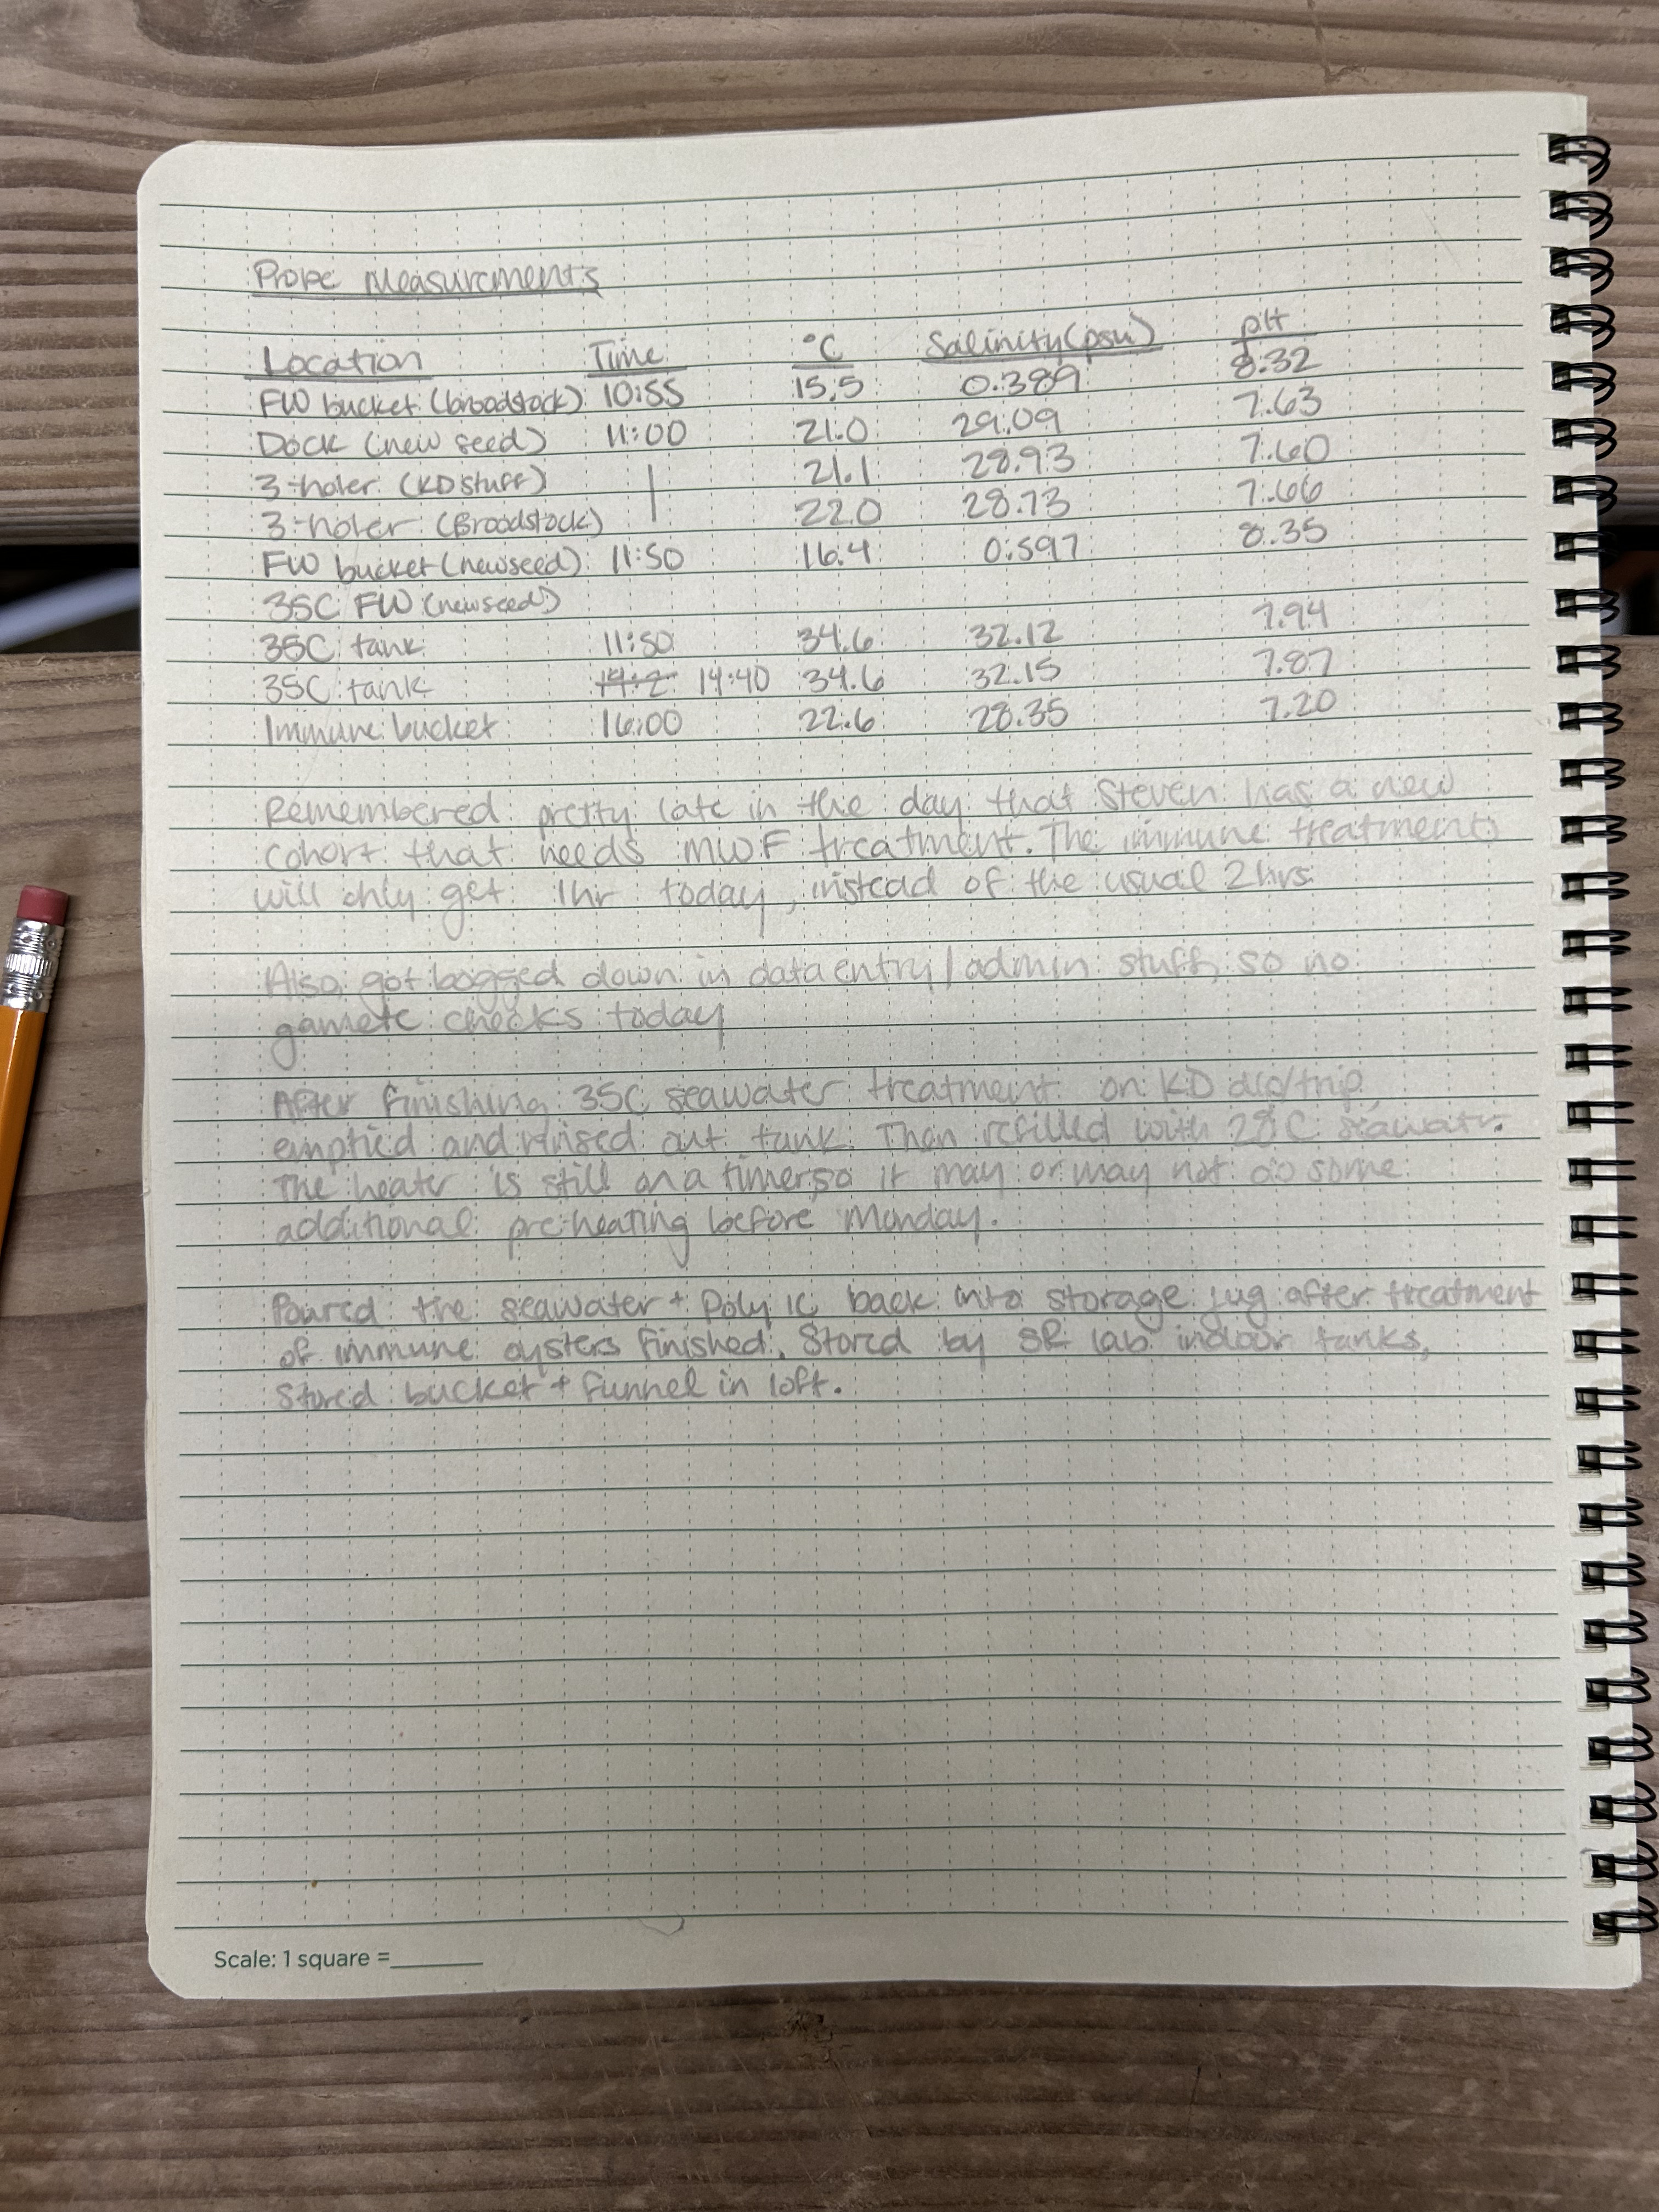 Probe Measurements
Location Time °C Salinity (psu) pH
FW bucket (broodstock) 10:55 15.5 0.389 8.32
Dock (new seed) 11:00 21.0 29.09 7.63
3-holer (KD stuff) | 21.1 28.93 7.60
3-holer (Broodstock) 22.0 28.73 7.66
FW bucket (new seed) 11:50 16.4 0.597 8.35
35C FW (new seed)
35C tank 11:50 34.6 32.12 7.94
35C tank 14:40 34.6 32.15 7.87
Immune bucket 16:00 22.6 28.35 7.20
Remembered pretty late in the day that Steven has a new
cohort that needs MWF treatment. The immune treatment
will only get 1hr today, instead of the usual 2hrs
Also got bogged down in data entry/admin stuff, so no
gamete checks today
After finishing 35C seawater treatment on KD dip/trip,
emptied and rinsed out tank. Then refilled with 28°C seawater.
The heater is still on a timer, so it may or may not do some
additional pre-heating before Monday.
Poured the seawater + Poly IC back into storage jug after treatment
of immune oysters finished. Stored by SR lab indoor tanks,
stored bucket + funnel in loft.
Scale: 1 square =